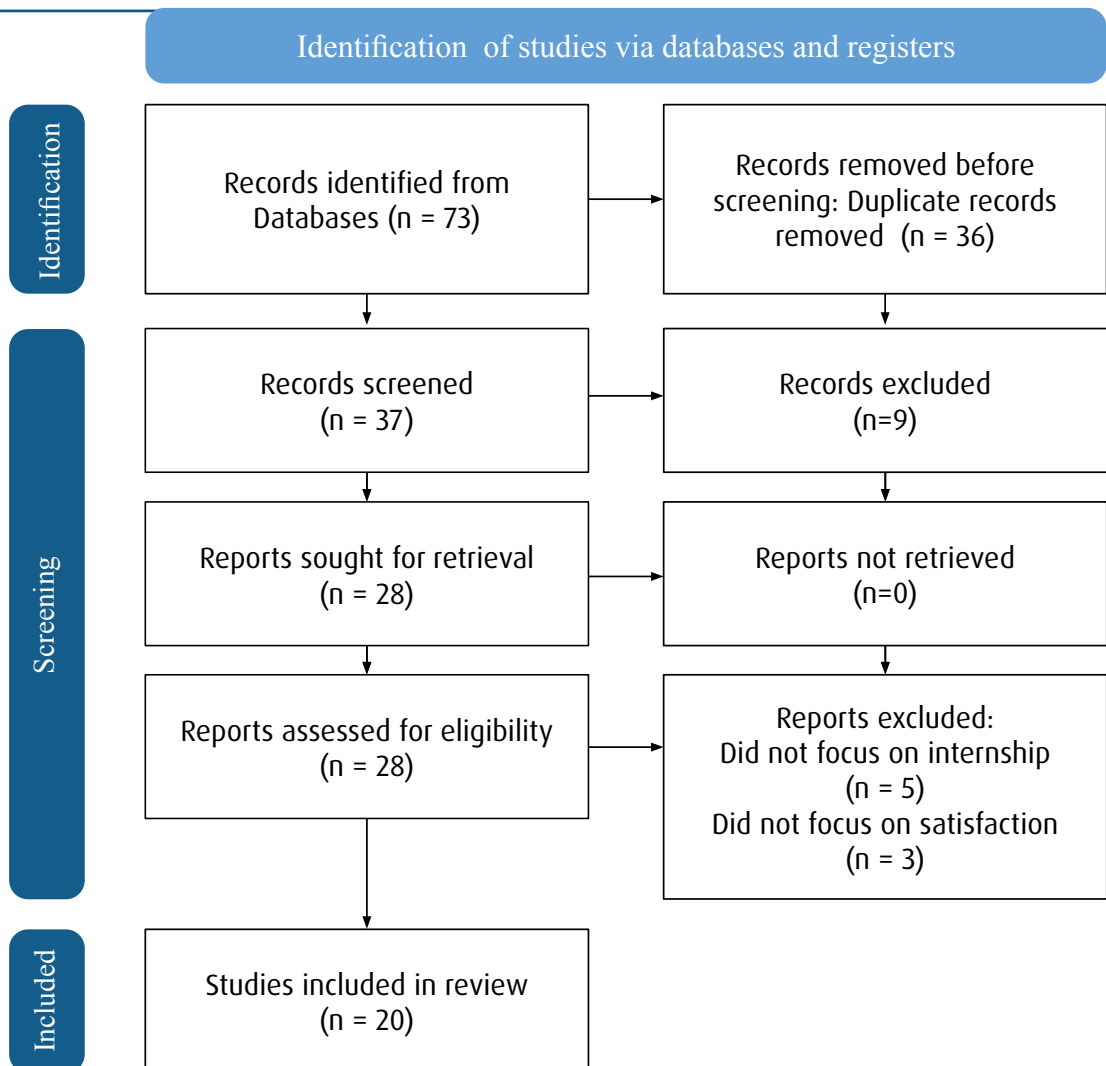 Identification of studies via databases and registers
Identification
Records identified from
Databases (n = 73)
Records removed before
screening: Duplicate records
removed (n = 36)
Screening
Records screened
(n = 37)
Records excluded
(n=9)
Reports sought for retrieval
(n = 28)
Reports not retrieved
(n=0)
Reports assessed for eligibility
(n = 28)
Reports excluded:
Did not focus on internship
(n = 5)
Did not focus on satisfaction
(n = 3)
Included
Studies included in review
(n = 20)